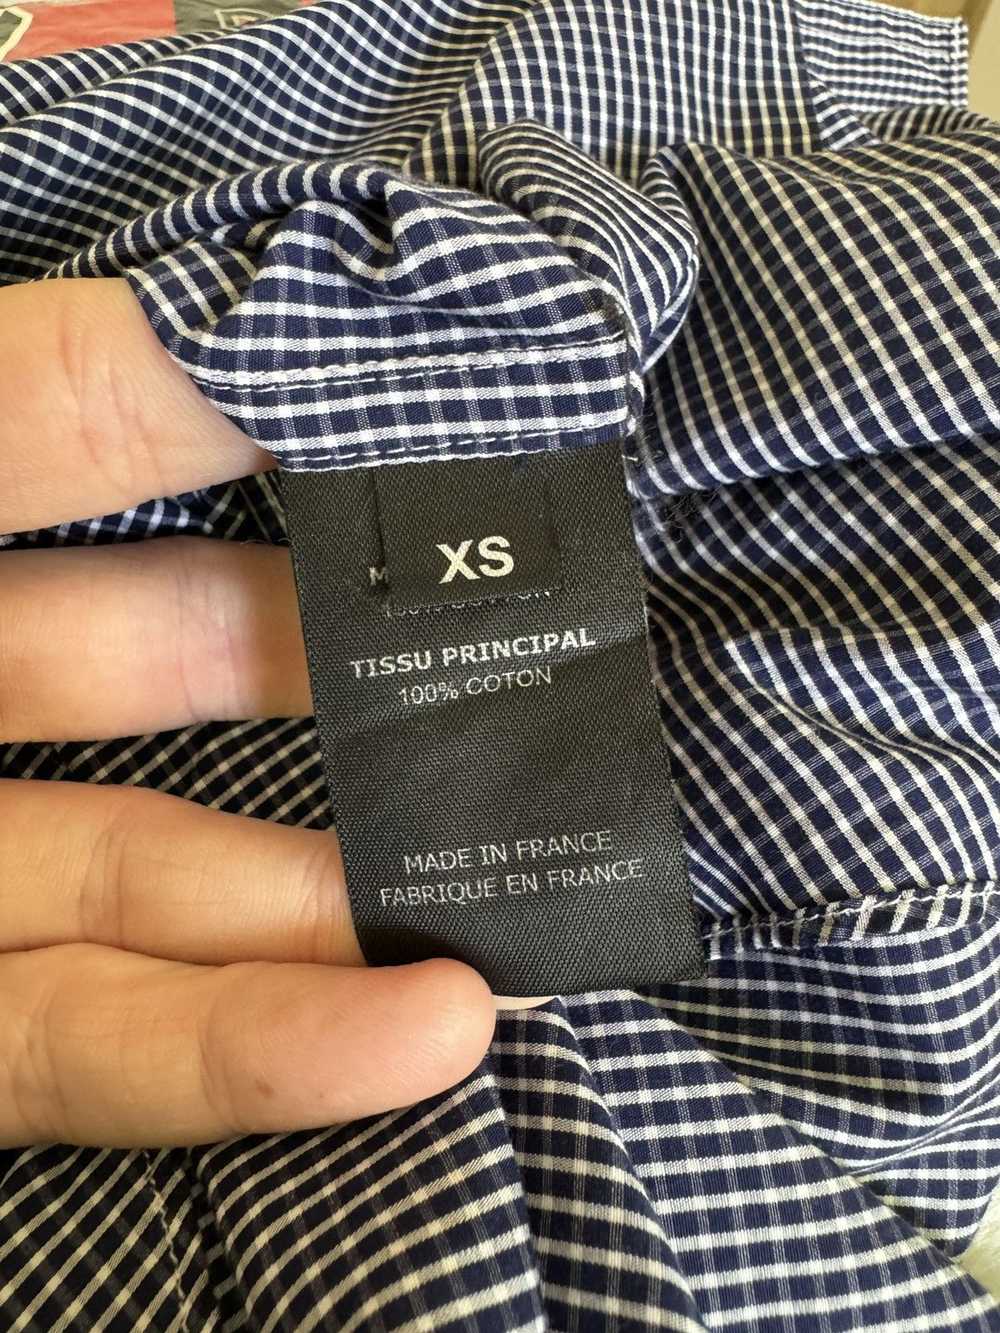 XS
TISSU PRINCIPAL
100% COTON
MADE IN FRANCE
FABRIQUE EN FRANCE